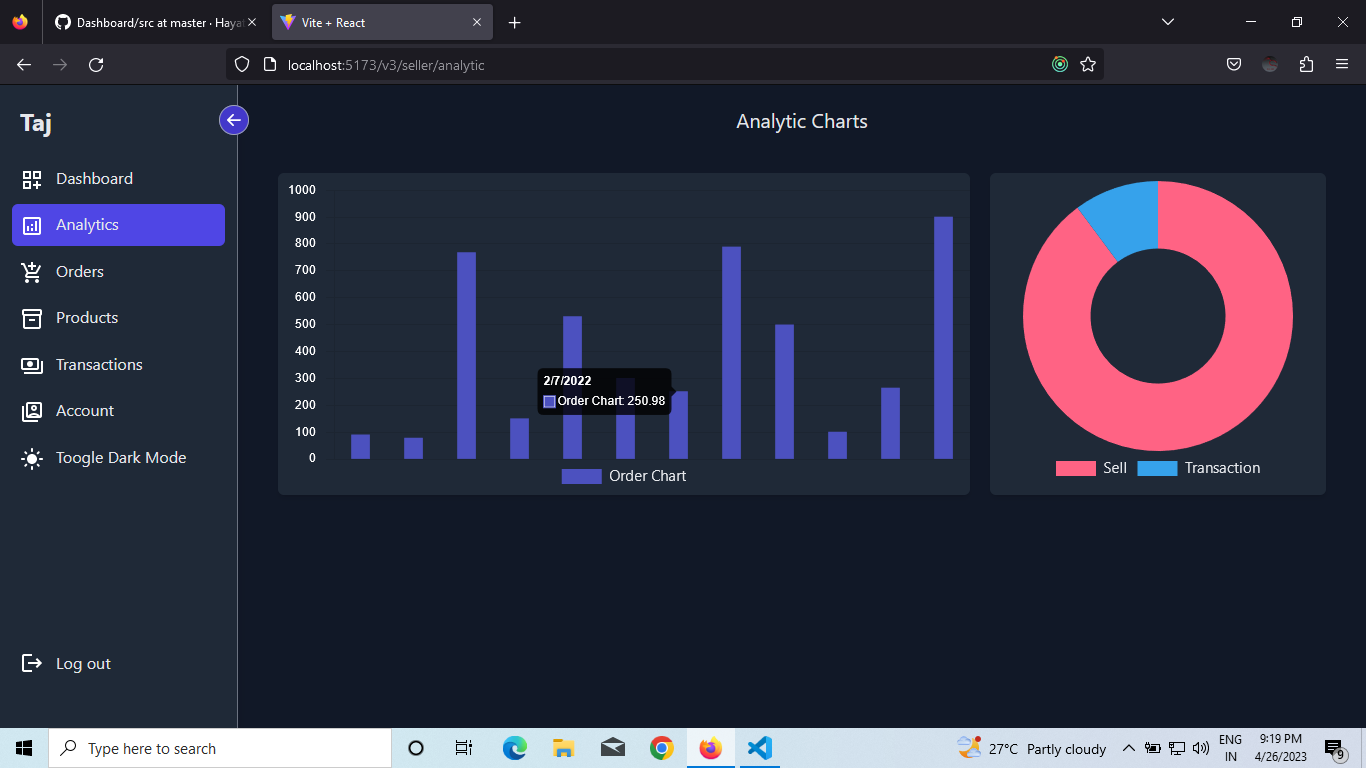 Dashboard/src at master · Haya
Vite + React
localhost:5173/v3/seller/analytic
Taj
Dashboard
Analytics
Orders
Products
Transactions
Account
Toogle Dark Mode
Log out
Analytic Charts
1000
900
800
700
600
500
400
300
200
100
0
2/7/2022
Order Chart: 250.98
Order Chart
Sell
Transaction
Type here to search
27°C Partly cloudy
ENG
IN
9:19 PM
4/26/2023
9